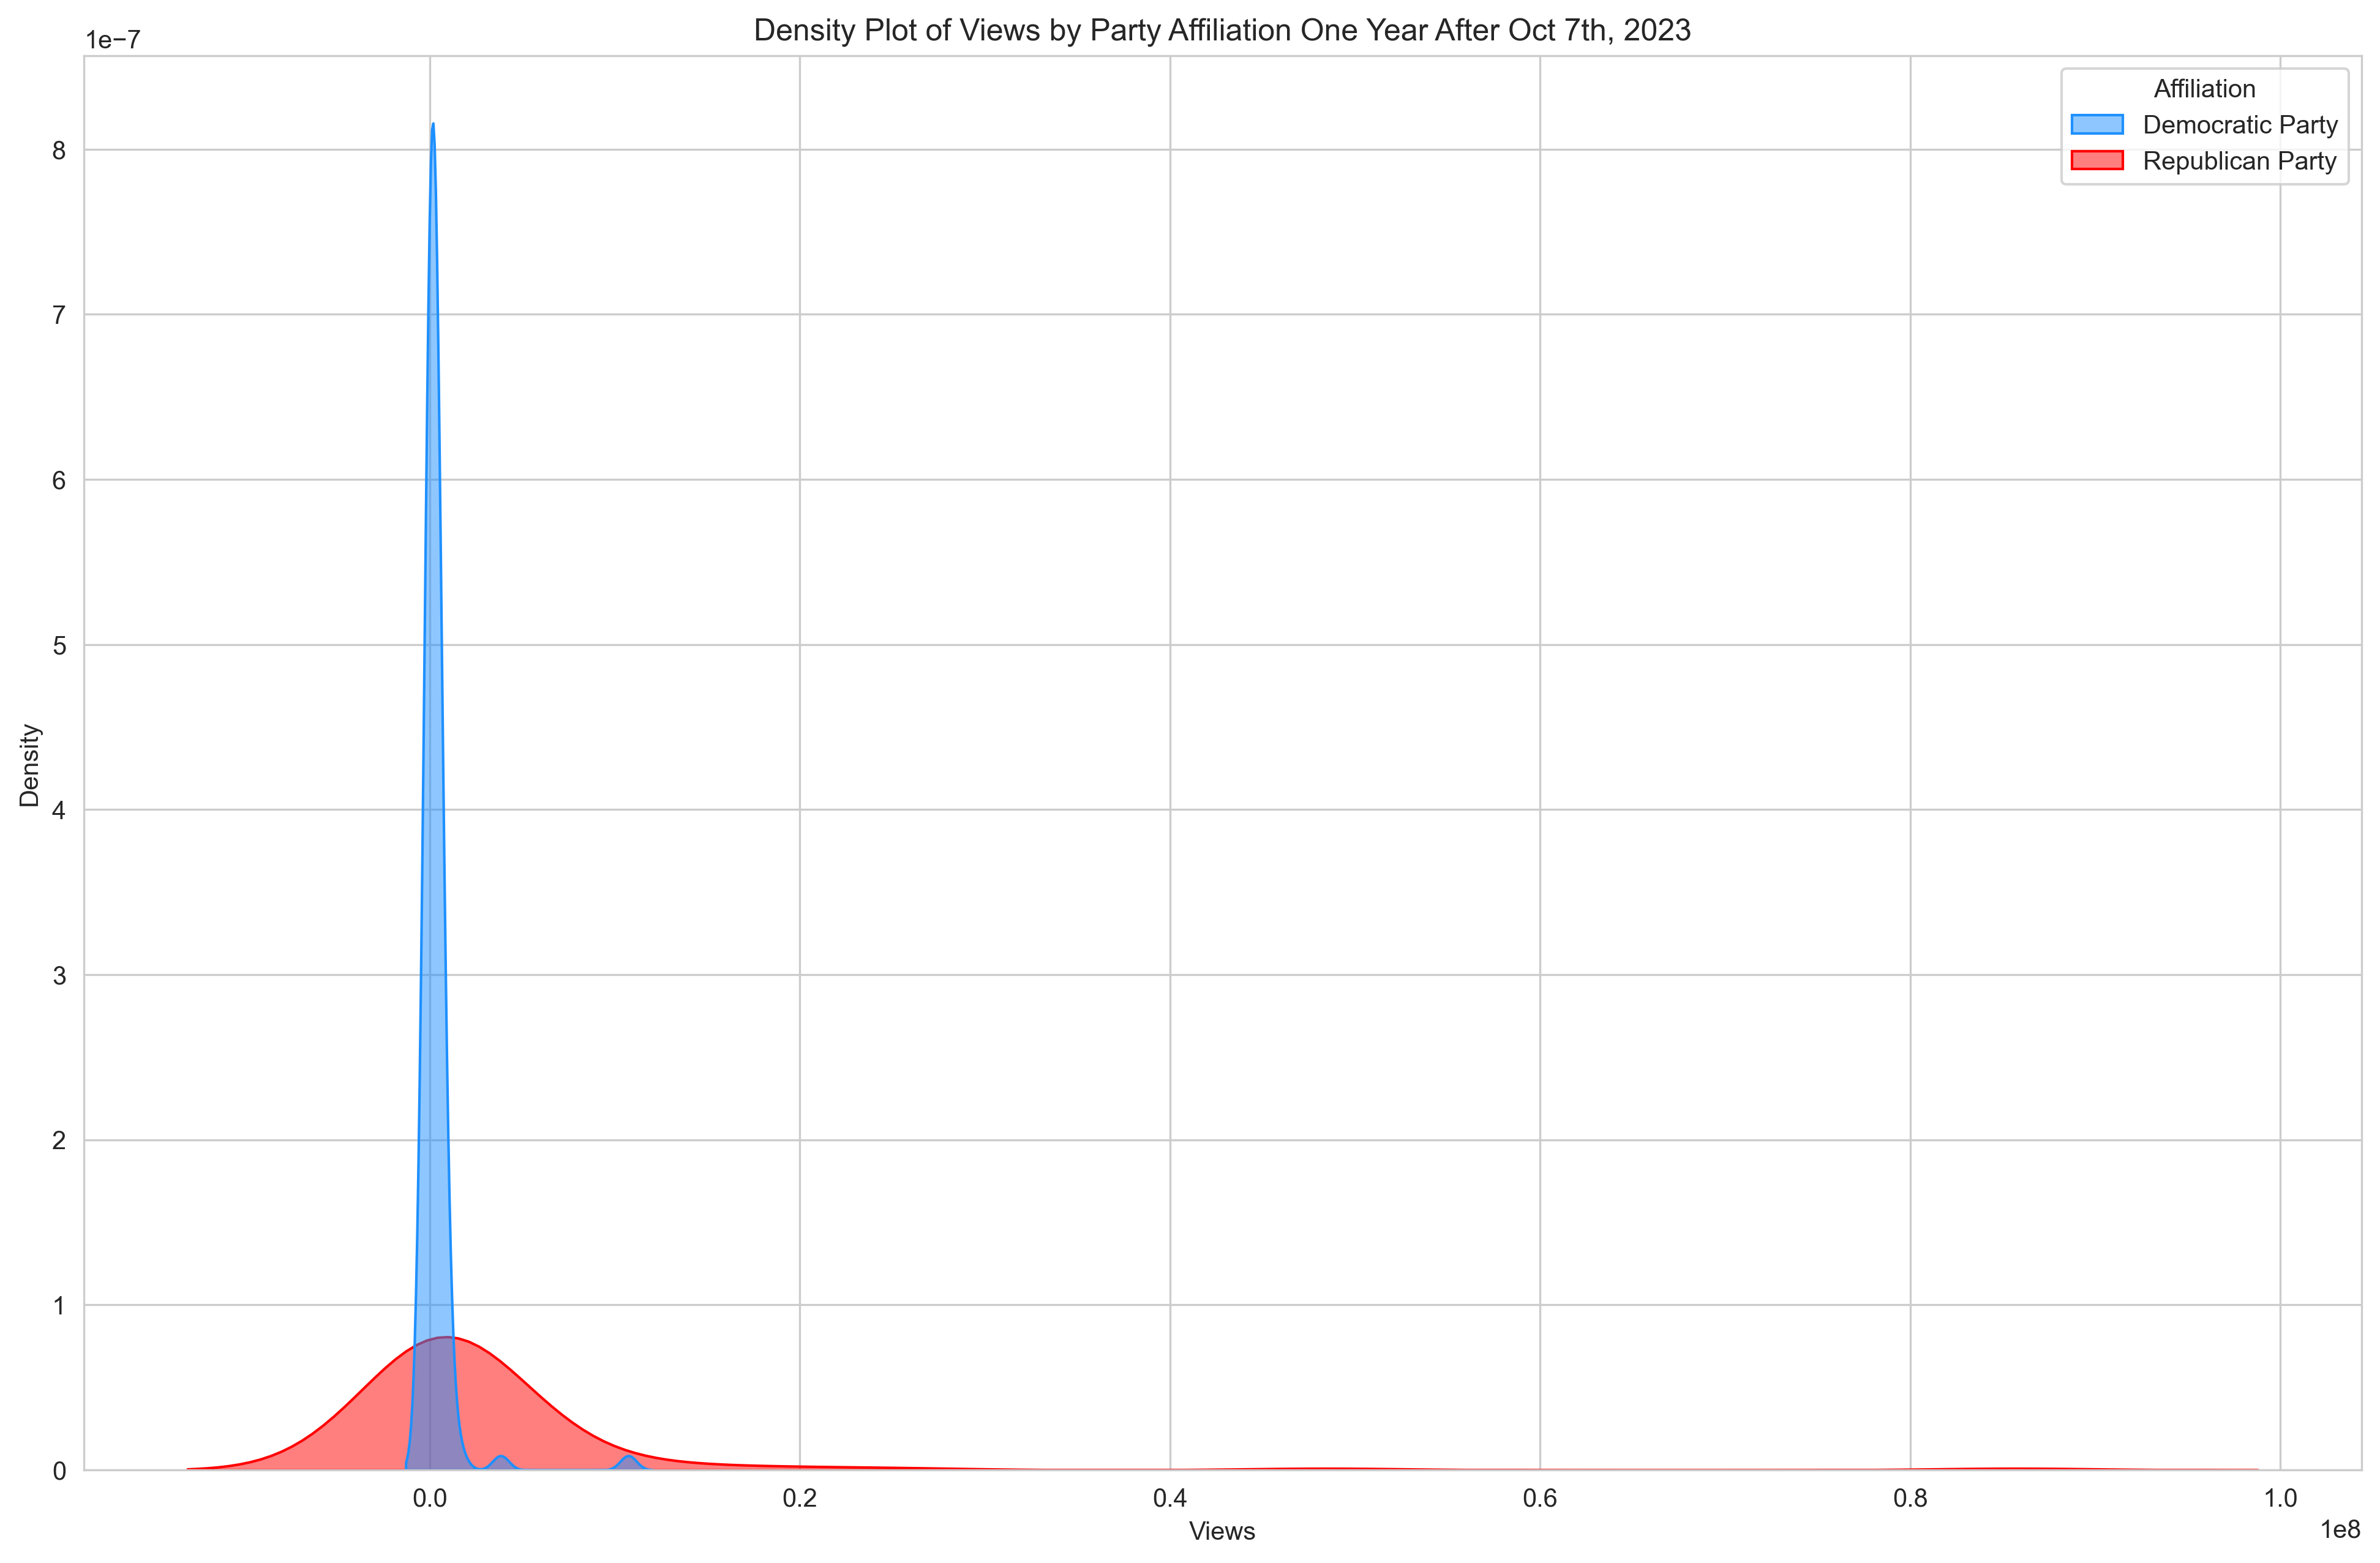 Density Plot of Views by Party Affiliation One Year After Oct 7th, 2023
1e−7
Affiliation
Democratic Party
Republican Party
8
7
6
5
4
3
2
1
0
Density
0.0 0.2 0.4 0.6 0.8 1.0
Views
1e8